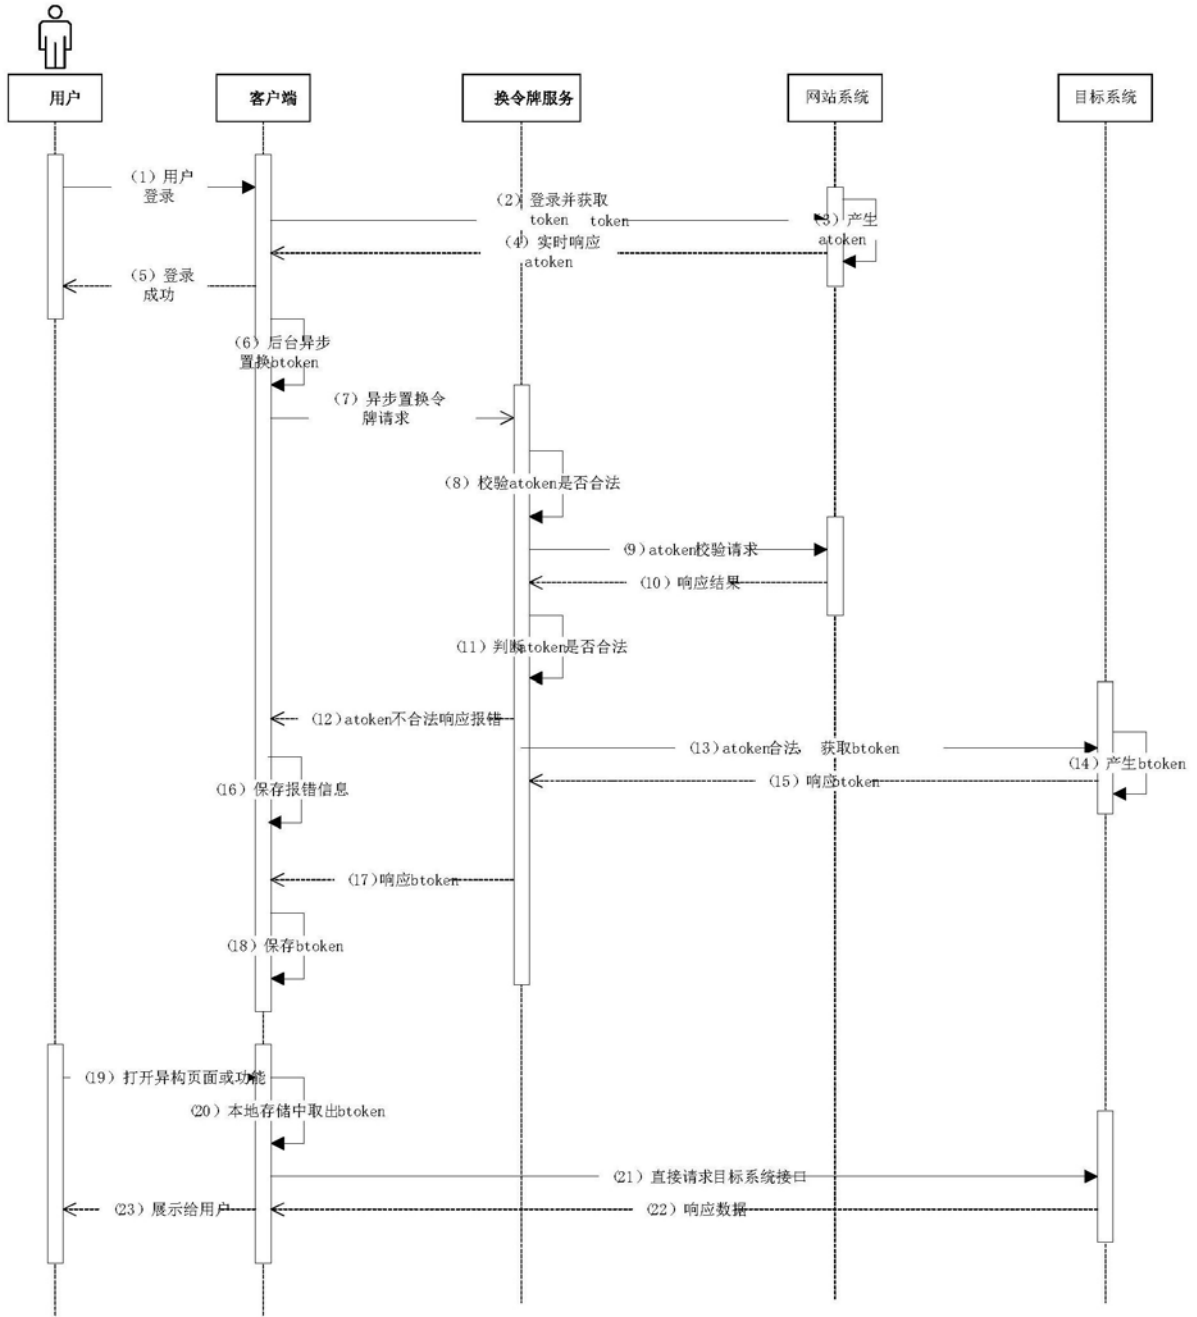 用户
客户端
换令牌服务
网站系统
目标系统
（1）用户
登录
（2）登录并获取
token token
（3）产生
atoken
（4）实时响应
atoken
（5）登录
成功
（6）后台异步
置换btoken
（7）异步置换令
牌请求
（8）校验atoken是否合法
（9）atoken校验请求
（10）响应结果
（11）判断atoken是否合法
（12）atoken不合法响应报错
（13）atoken合法， 获取btoken
（14）产生btoken
（15）响应btoken
（16）保存报错信息
（17）响应btoken
（18）保存btoken
（19）打开异构页面或功能
（20）本地存储中取出btoken
（21）直接请求目标系统接口
（22）响应数据
（23）展示给用户